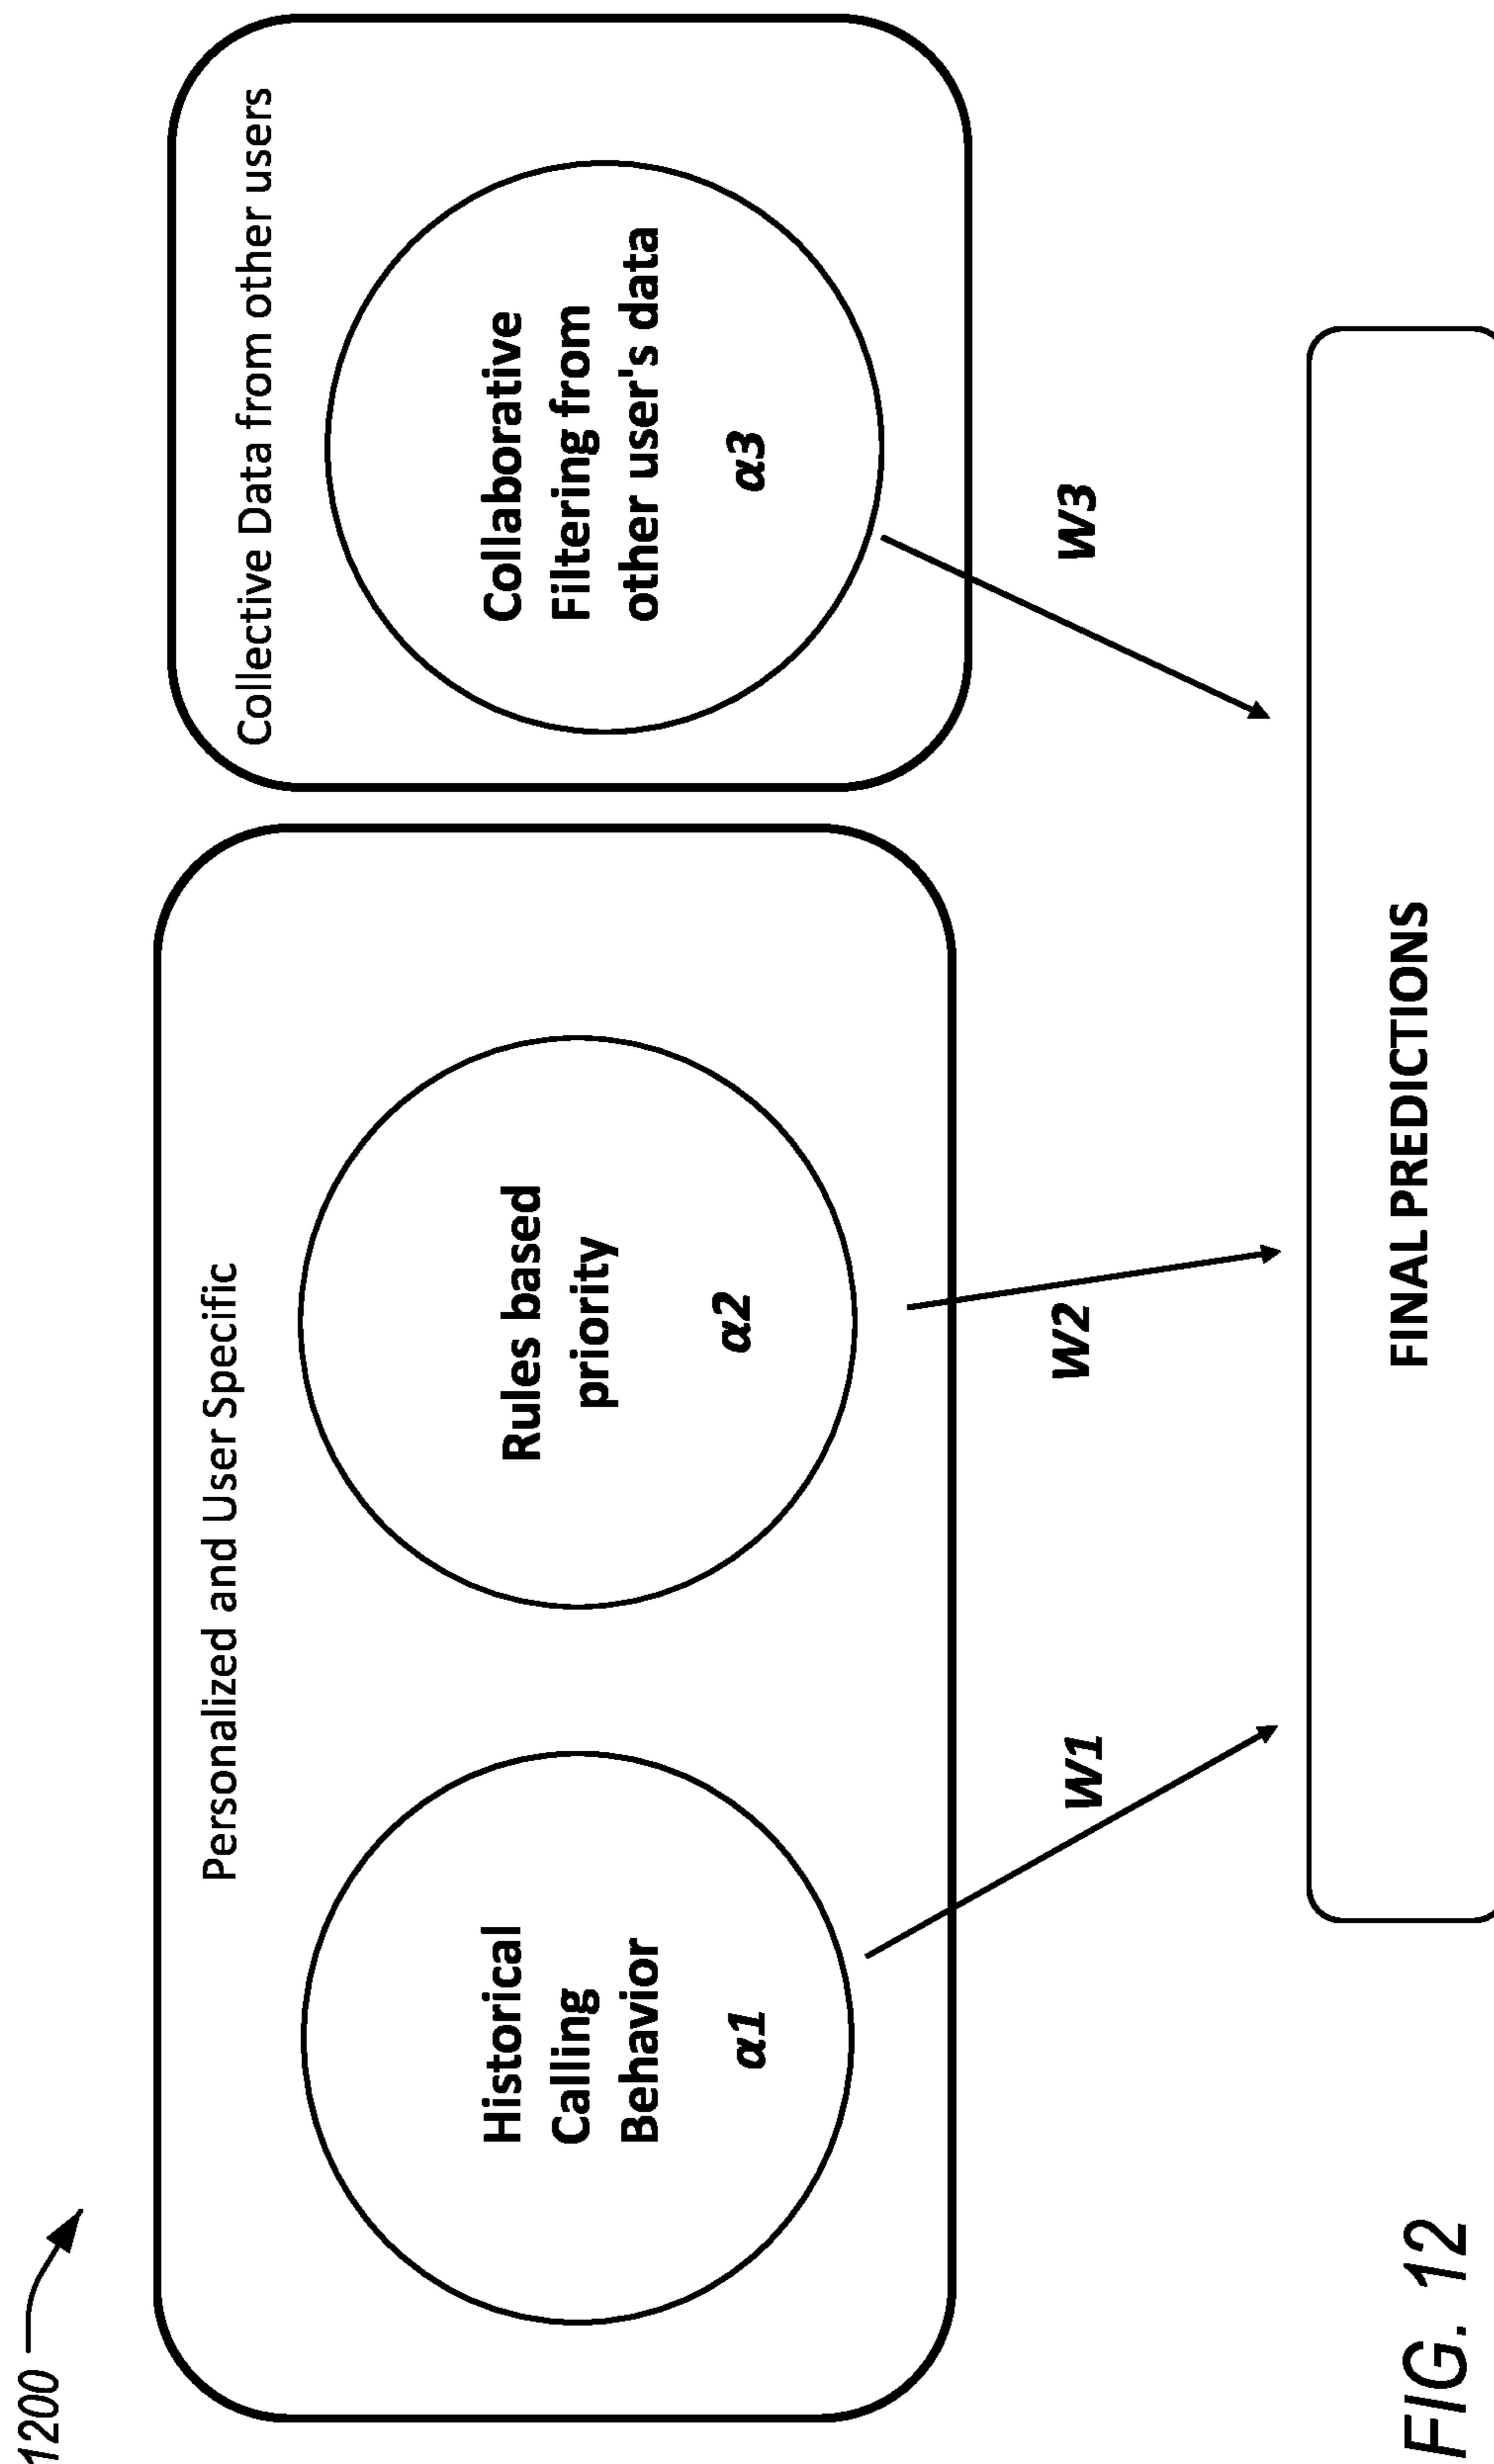 1200
Personalized and User Specific
Historical
Calling
Behavior
α1
Rules based
priority
α2
Collective Data from other users
Collaborative
Filtering from
other user's data
α3
W1
W2
W3
FINAL PREDICTIONS
FIG. 12